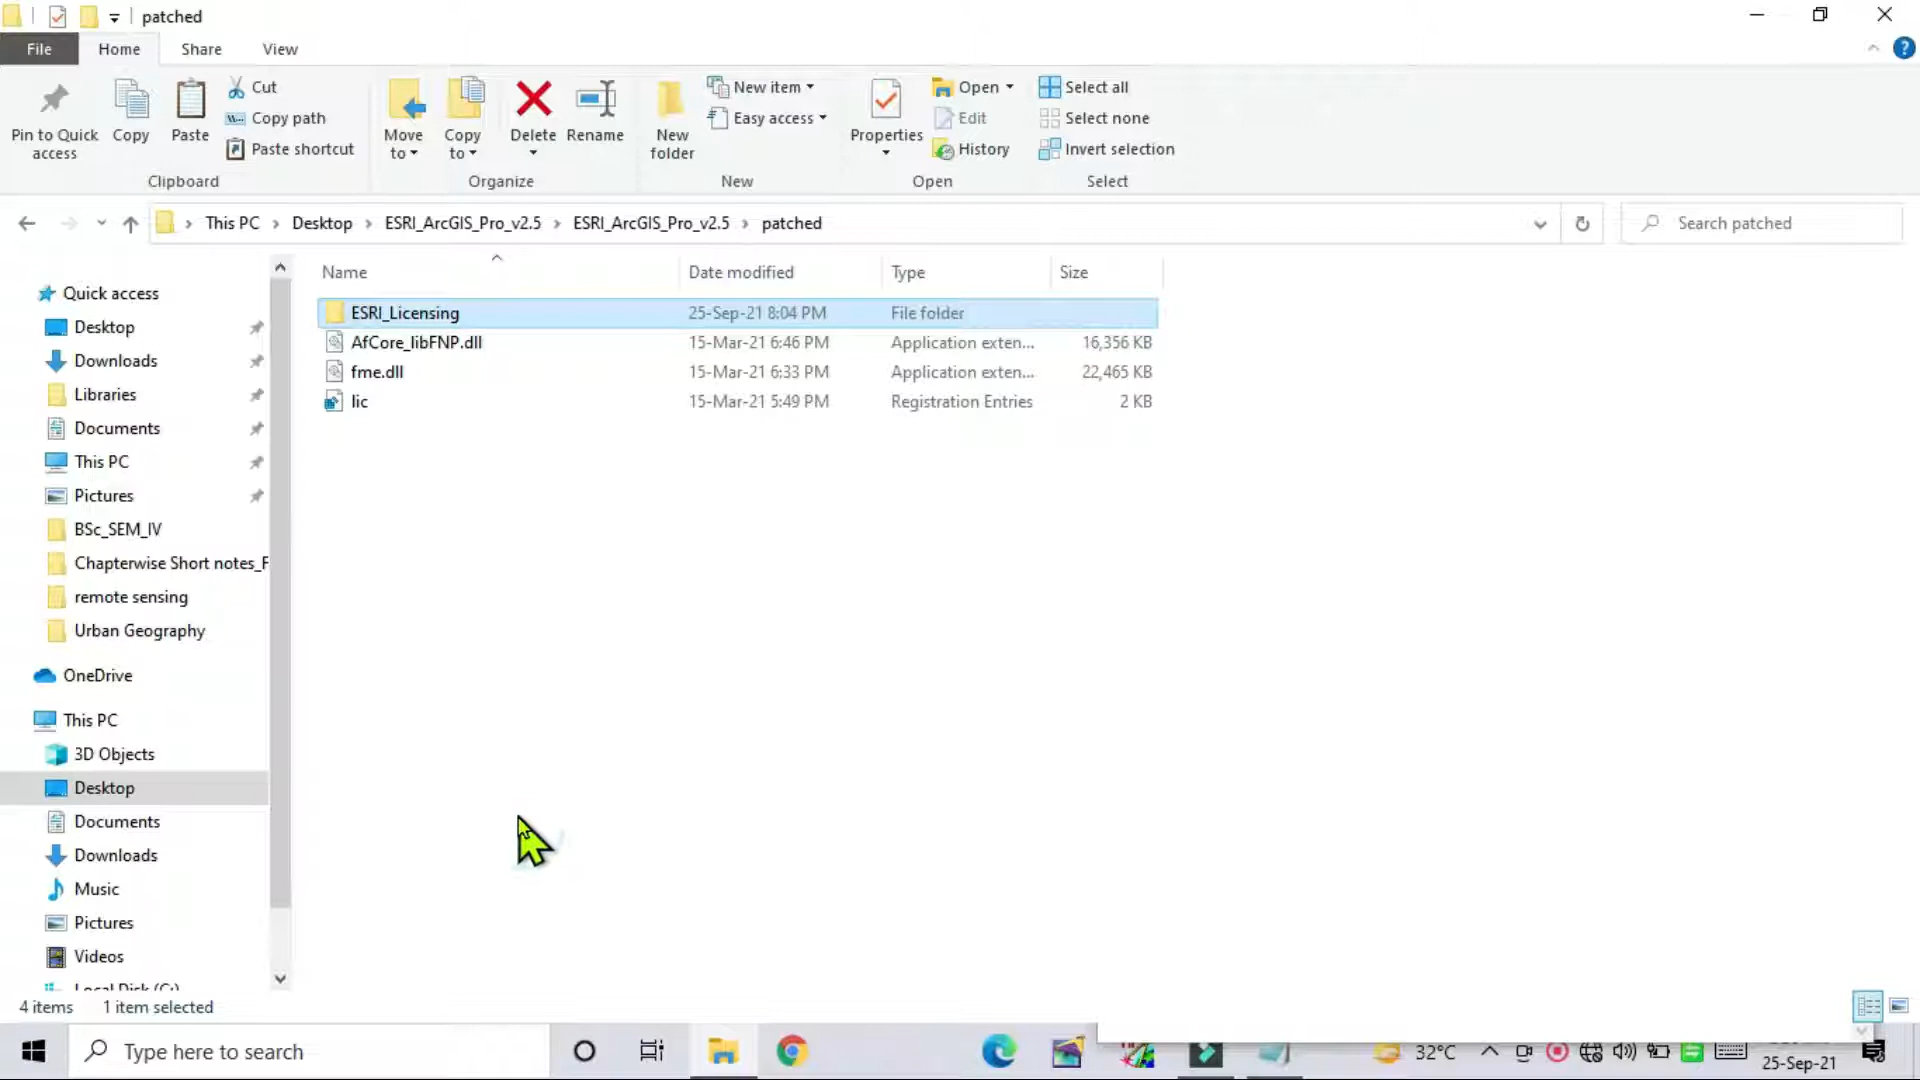 patched
File Home Share View
Pin to Quick access
Copy
Paste
Cut
Copy path
Paste shortcut
Clipboard
Move to
Copy to
Delete
Rename
Organize
New folder
New item
Easy access
New
Properties
Open
Edit
History
Open
Select all
Select none
Invert selection
Select
This PC > Desktop > ESRI_ArcGIS_Pro_v2.5 > ESRI_ArcGIS_Pro_v2.5 > patched
Search patched
Quick access
Desktop
Downloads
Libraries
Documents
This PC
Pictures
BSc_SEM_IV
Chapterwise Short notes_F
remote sensing
Urban Geography
OneDrive
This PC
3D Objects
Desktop
Documents
Downloads
Music
Pictures
Videos
Local Disk (C:)
Name Date modified Type Size
ESRI_Licensing 25-Sep-21 8:04 PM File folder
AfCore_libFNP.dll 15-Mar-21 6:46 PM Application exten... 16,356 KB
fme.dll 15-Mar-21 6:33 PM Application exten... 22,465 KB
lic 15-Mar-21 5:49 PM Registration Entries 2 KB
4 items 1 item selected
Type here to search
32°C
25-Sep-21